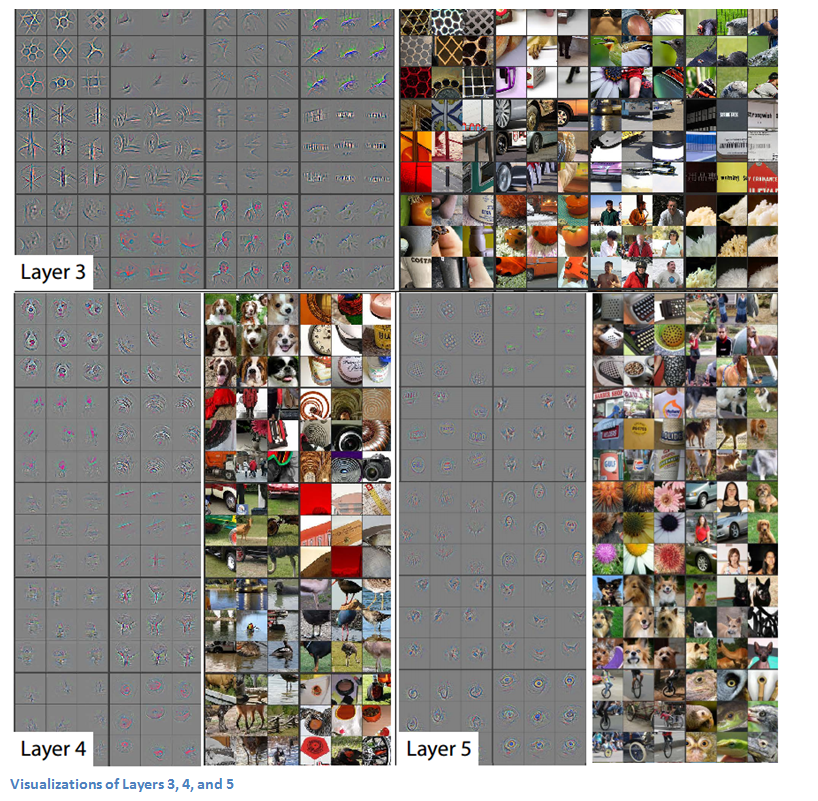 Layer 3
Layer 4
Layer 5
Visualizations of Layers 3, 4, and 5